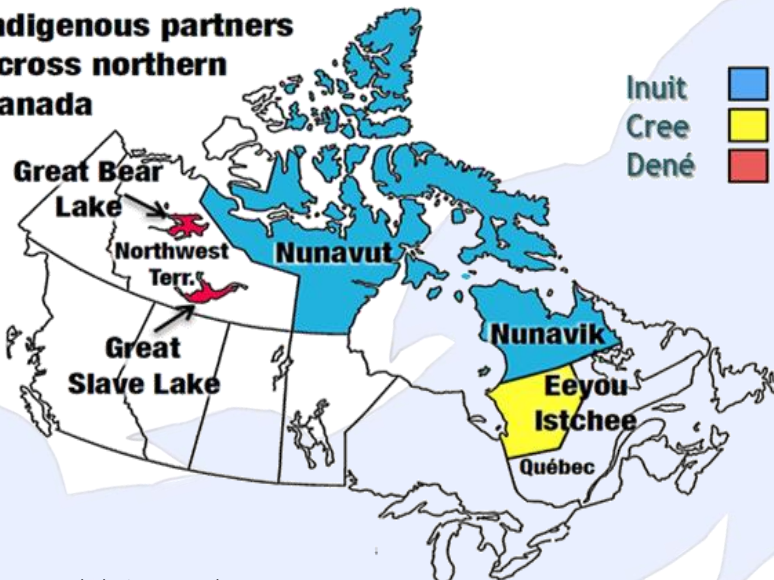 ndigenous partners
cross northern
anada
Inuit
Cree
Dené
Great Bear
Lake
Northwest
Terr.
Nunavut
Great
Slave Lake
Nunavik
Eeyou
Istchee
Québec